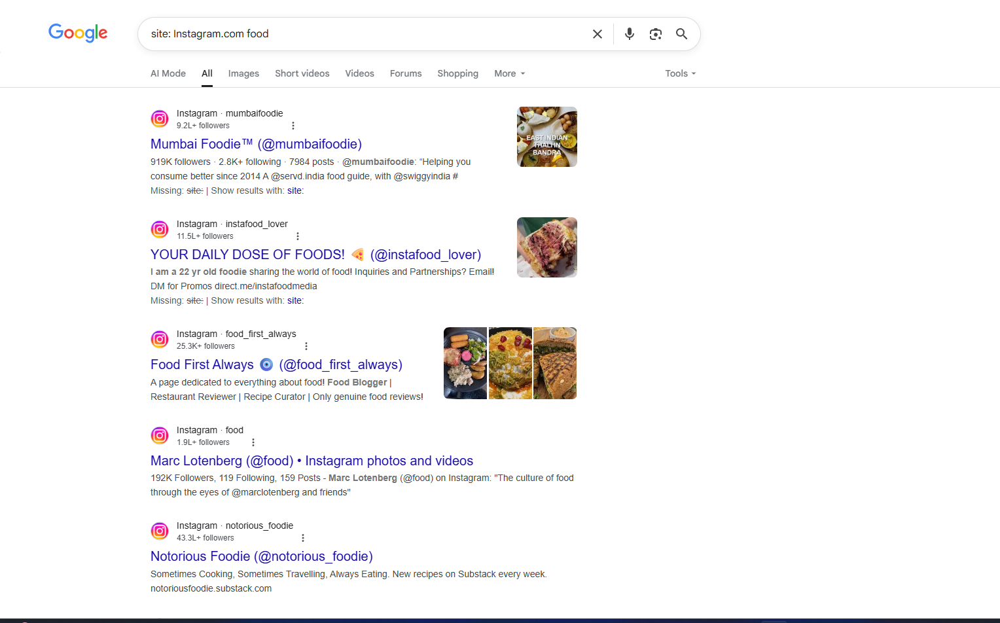 Google
site: Instagram.com food
AI Mode All Images Short videos Videos Forums Shopping More Tools
Instagram · mumbaifoodie
9.2L+ followers
Mumbai Foodie™ (@mumbaifoodie)
919K followers · 2.8K+ following · 7984 posts · @mumbaifoodie: “Helping you
consume better since 2014 A @servd.india food guide, with @swiggyindia #
Missing: site: | Show results with: site:
EAST INDIAN
THALI IN
BANDRA
Instagram · instafood_lover
11.5L+ followers
YOUR DAILY DOSE OF FOODS! 🍕 (@instafood_lover)
I am a 22 yr old foodie sharing the world of food! Inquiries and Partnerships? Email!
DM for Promos direct.me/instafoodmedia
Missing: site: | Show results with: site:
Instagram · food_first_always
25.3K+ followers
Food First Always 🧿 (@food_first_always)
A page dedicated to everything about food! Food Blogger |
Restaurant Reviewer | Recipe Curator | Only genuine food reviews!
Instagram · food
1.9L+ followers
Marc Lotenberg (@food) • Instagram photos and videos
192K Followers, 119 Following, 159 Posts - Marc Lotenberg (@food) on Instagram: "The culture of food
through the eyes of @marclotenberg and friends"
Instagram · notorious_foodie
43.3L+ followers
Notorious Foodie (@notorious_foodie)
Sometimes Cooking, Sometimes Travelling, Always Eating. New recipes on Substack every week.
notoriousfoodie.substack.com